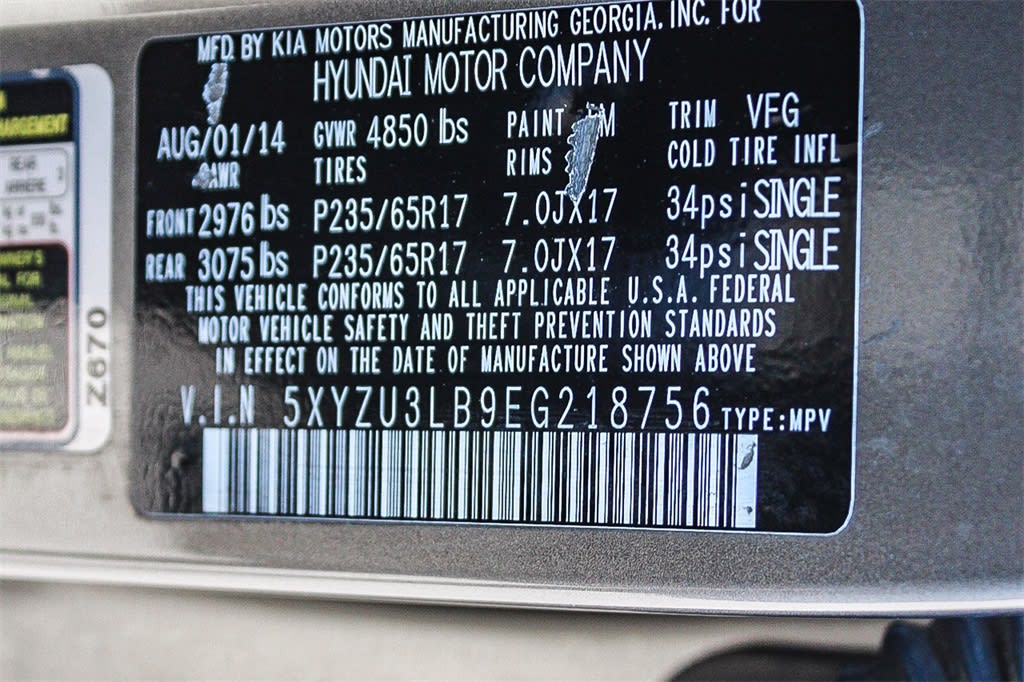 MFD. BY KIA MOTORS MANUFACTURING GEORGIA. INC. FOR
HYUNDAI MOTOR COMPANY
AUG/01/14 GVWR 4850 lbs PAINT M TRIM VFG
AWR TIRES RIMS COLD TIRE INFL
FRONT 2976 lbs P235/65R17 7.0JX17 34psi SINGLE
REAR 3075 lbs P235/65R17 7.0JX17 34psi SINGLE
THIS VEHICLE CONFORMS TO ALL APPLICABLE U.S.A. FEDERAL
MOTOR VEHICLE SAFETY AND THEFT PREVENTION STANDARDS
IN EFFECT ON THE DATE OF MANUFACTURE SHOWN ABOVE
V.I.N 5XYZU3LB9EG218756 TYPE:MPV
REAR
FOR
Z670